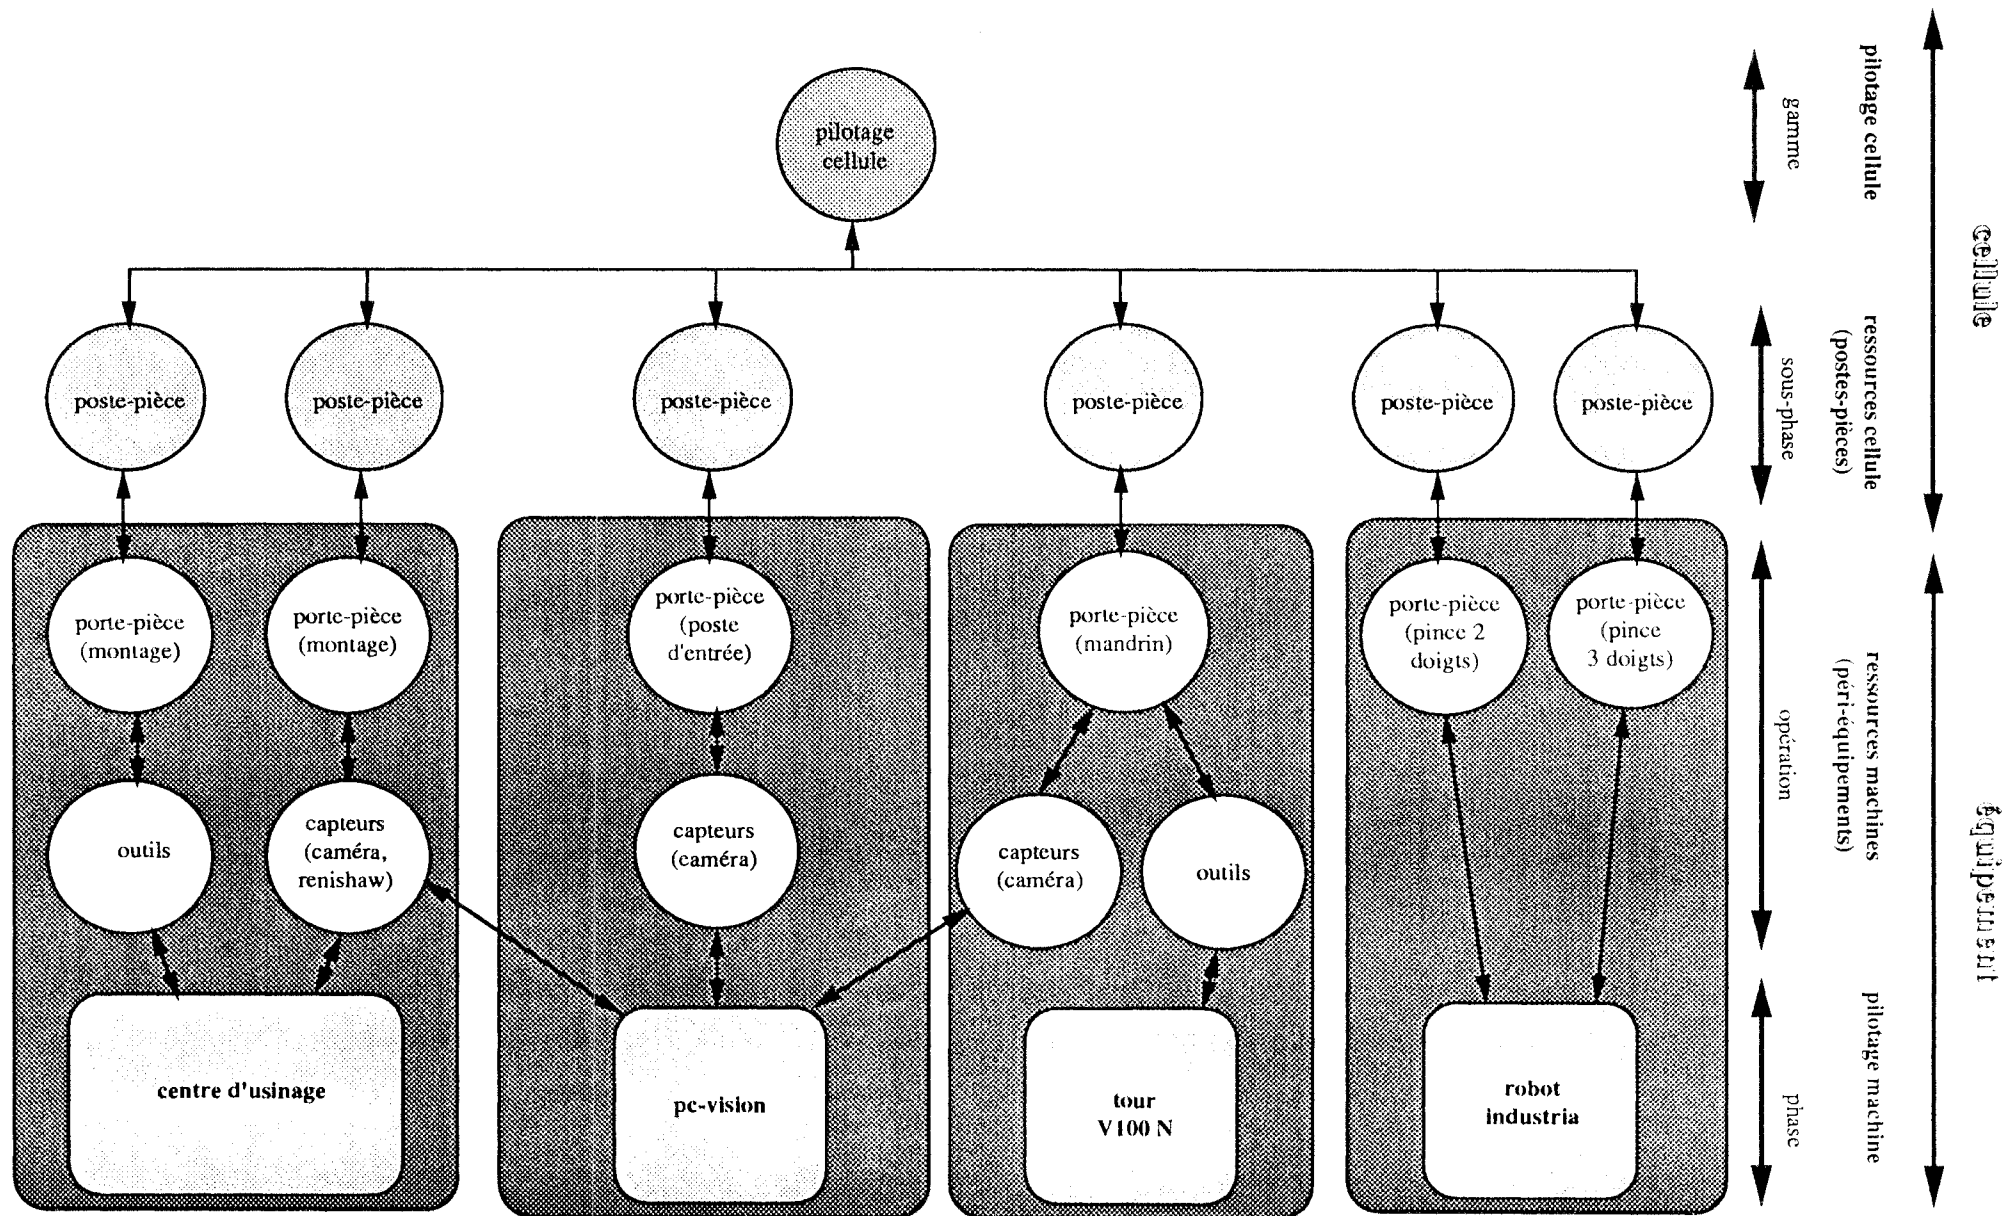 pilotage
cellule
poste-pièce
poste-pièce
poste-pièce
poste-pièce
poste-pièce
poste-pièce
porte-pièce
(montage)
porte-pièce
(montage)
porte-pièce
(poste
d'entrée)
porte-pièce
(mandrin)
porte-pièce
(pince 2
doigts)
porte-pièce
(pince
3 doigts)
outils
capteurs
(caméra,
renishaw)
capteurs
(caméra)
capteurs
(caméra)
outils
centre d'usinage
pc-vision
tour
V100 N
robot
industria
gamme
sous-phase
opération
phase
pilotage cellule
ressources cellule
(postes-pièces)
ressources machines
(péri-équipements)
pilotage machine
cellule
équipement